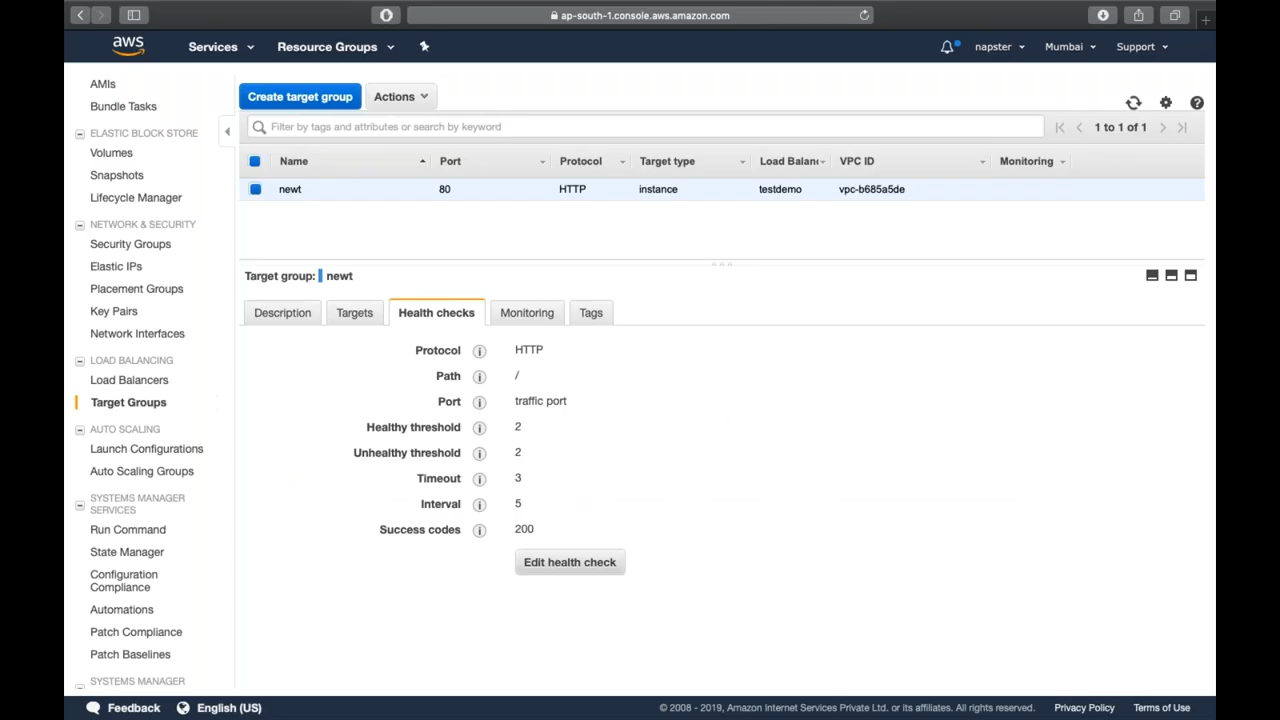 ap-south-1.console.aws.amazon.com
aws
Services
Resource Groups
napster
Mumbai
Support
AMIs
Bundle Tasks
ELASTIC BLOCK STORE
Volumes
Snapshots
Lifecycle Manager
NETWORK & SECURITY
Security Groups
Elastic IPs
Placement Groups
Key Pairs
Network Interfaces
LOAD BALANCING
Load Balancers
Target Groups
AUTO SCALING
Launch Configurations
Auto Scaling Groups
SYSTEMS MANAGER
SERVICES
Run Command
State Manager
Configuration
Compliance
Automations
Patch Compliance
Patch Baselines
SYSTEMS MANAGER
Create target group
Actions
Filter by tags and attributes or search by keyword
1 to 1 of 1
Name Port Protocol Target type Load Balanc VPC ID Monitoring
newt 80 HTTP instance testdemo vpc-b685a5de
Target group: newt
Description Targets Health checks Monitoring Tags
Protocol HTTP
Path /
Port traffic port
Healthy threshold 2
Unhealthy threshold 2
Timeout 3
Interval 5
Success codes 200
Edit health check
Feedback English (US) © 2008 - 2019, Amazon Internet Services Private Ltd. or its affiliates. All rights reserved. Privacy Policy Terms of Use